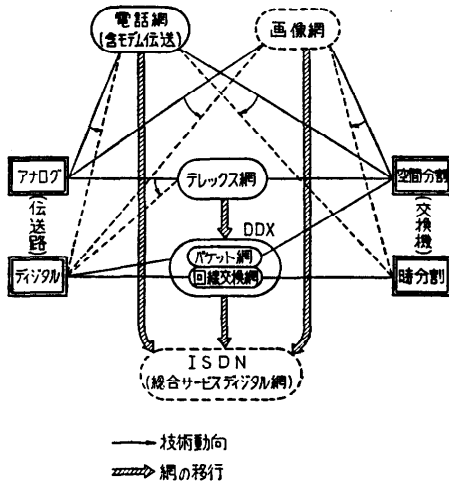 電話網
(含モデム伝送)
画像網
アナログ
テレックス網
空間分割
(伝送路)
(交換機)
DDX
パケット網
回線交換網
ディジタル
時分割
ISDN
(総合サービスディジタル網)
技術動向
網の移行